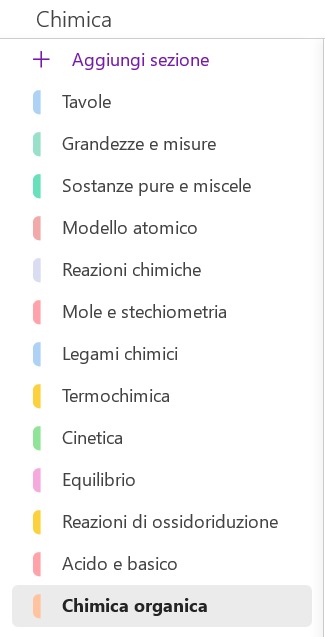 Chimica
Aggiungi sezione
Tavole
Grandezze e misure
Sostanze pure e miscele
Modello atomico
Reazioni chimiche
Mole e stechiometria
Legami chimici
Termochimica
Cinetica
Equilibrio
Reazioni di ossidoriduzione
Acido e basico
Chimica organica